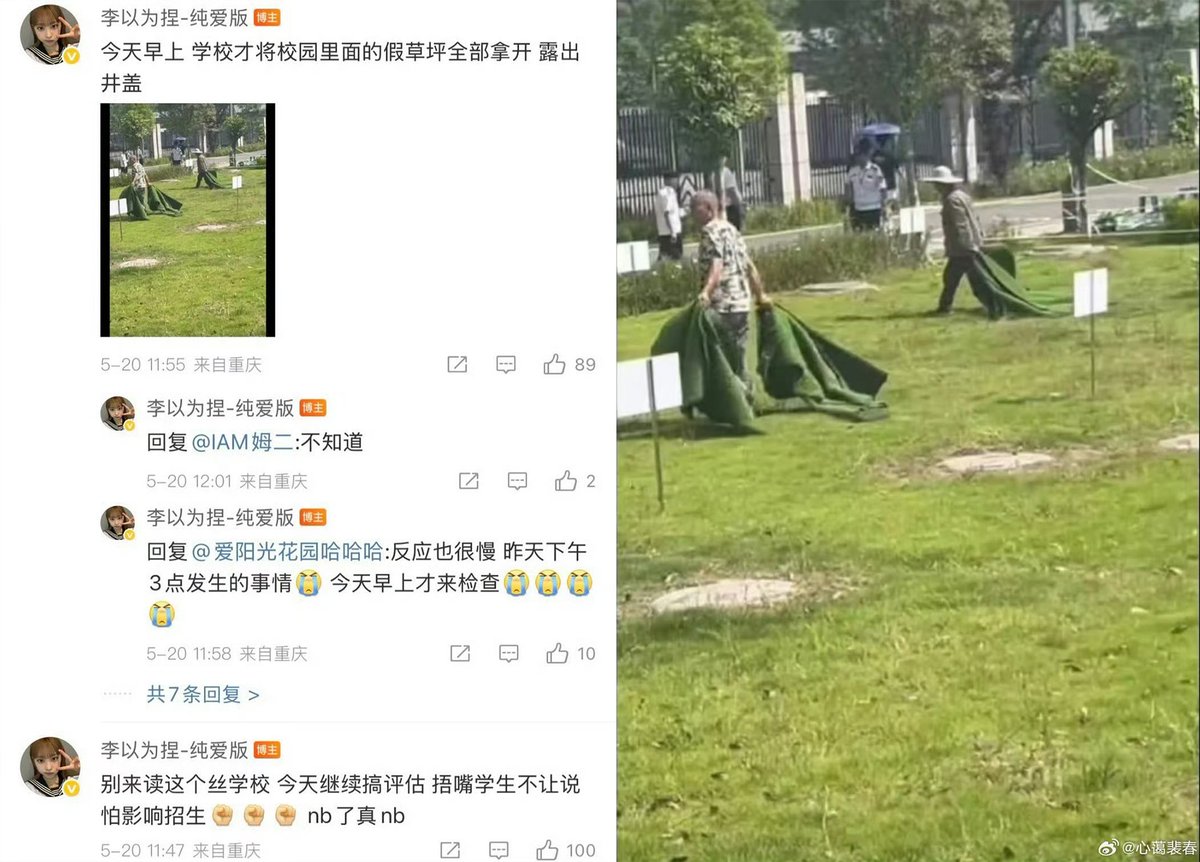 李以为捏-纯爱版 博主
今天早上 学校才将校园里面的假草坪全部拿开 露出
井盖
5-20 11:55 来自重庆
89
李以为捏-纯爱版 博主
回复@IAM姆二:不知道
5-20 12:01 来自重庆
2
李以为捏-纯爱版 博主
回复@爱阳光花园哈哈哈:反应也很慢 昨天下午
3点发生的事情😭 今天早上才来检查😭😭😭
😭
5-20 11:58 来自重庆
10
······ 共7条回复 >
李以为捏-纯爱版 博主
别来读这个丝学校 今天继续搞评估 捂嘴学生不让说
怕影响招生✊✊✊ nb了真nb
5-20 11:47 来自重庆
100
@心蔼裴春